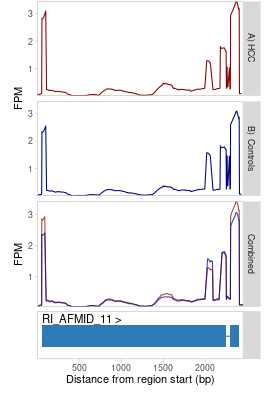 3
2
1
A) HCC
3
2
1
FPM
B) Controls
3
2
1
FPM
Combined
RI_AFMID_11 >
500 1000 1500 2000
Distance from region start (bp)